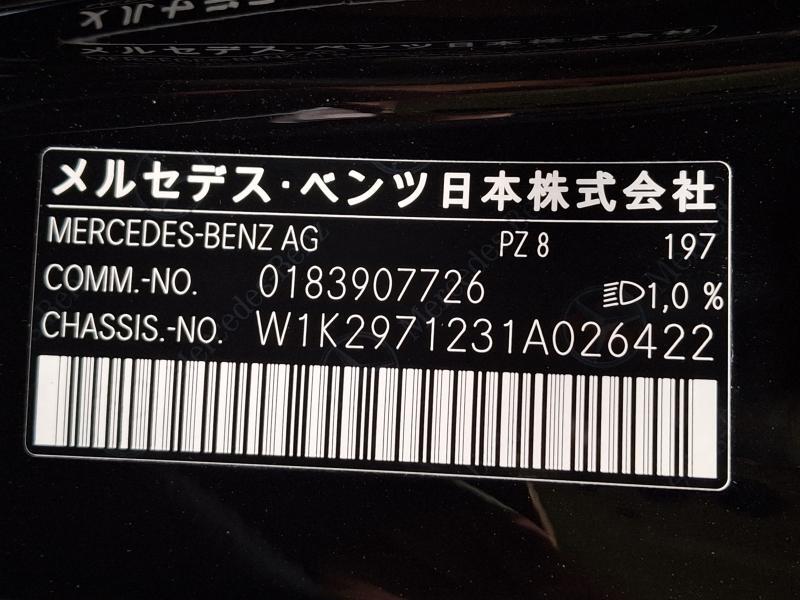 メルセデス・ベンツ日本株式会社
MERCEDES-BENZ AG PZ 8 197
COMM.-NO. 0183907726 1,0 %
CHASSIS.-NO. W1K2971231A026422